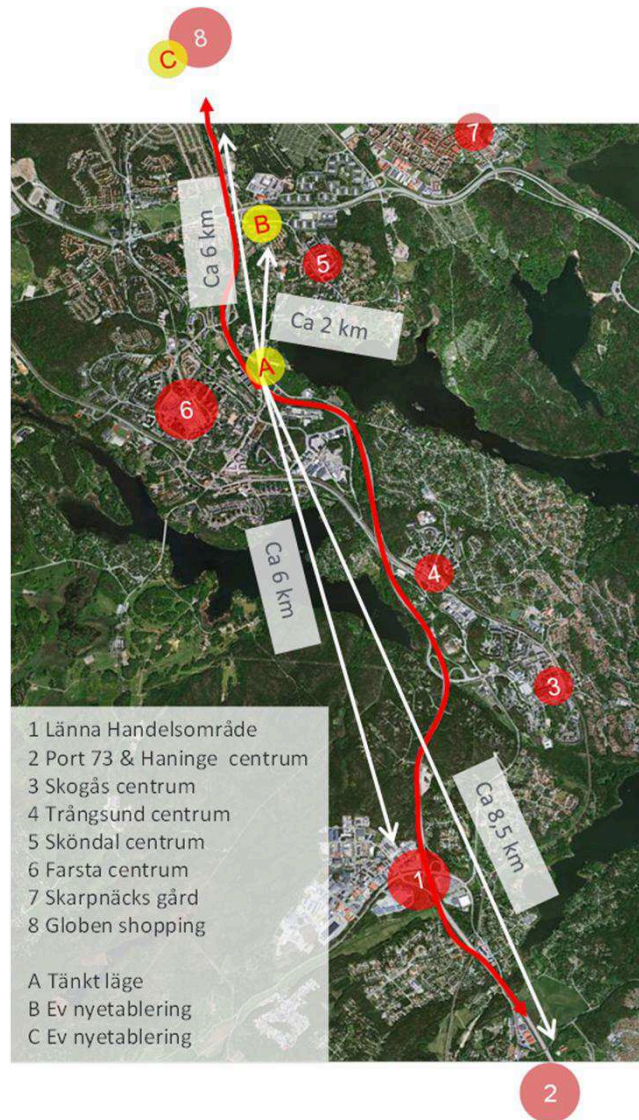 8
C
7
Ca 6 km
B
5
Ca 2 km
A
6
Ca 6 km
4
3
1 Länna Handelsområde
2 Port 73 & Haninge centrum
3 Skogås centrum
4 Trångsund centrum
5 Sköndal centrum
6 Farsta centrum
7 Skarpnäcks gård
8 Globen shopping
A Tänkt läge
B Ev nyetablering
C Ev nyetablering
Ca 8,5 km
1
2